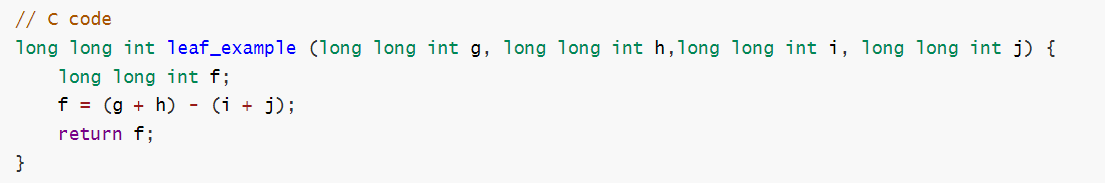 // C code
long long int leaf_example (long long int g, long long int h,long long int i, long long int j) {
    long long int f;
    f = (g + h) - (i + j);
    return f;
}